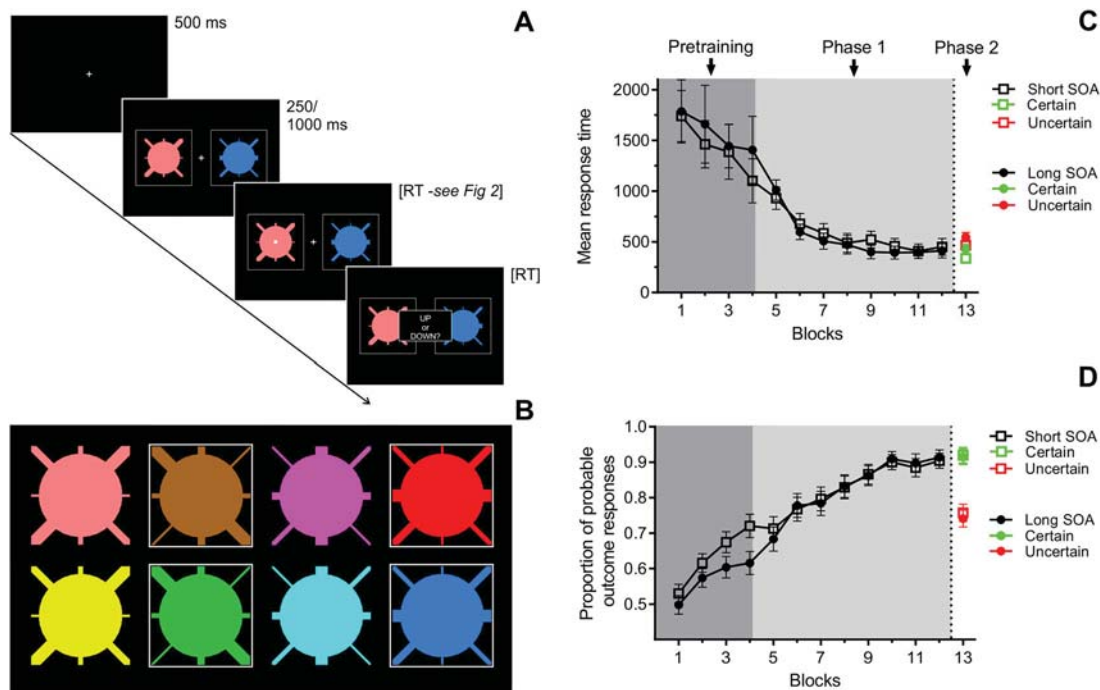 A
500 ms
250/
1000 ms
[RT -see Fig 2]
[RT]
UP
or
DOWN?
B
C
Pretraining
Phase 1
Phase 2
Mean response time
2000
1500
1000
500
0
1 3 5 7 9 11 13
Blocks
Short SOA
Certain
Uncertain
Long SOA
Certain
Uncertain
D
Proportion of probable
outcome responses
1.0
0.9
0.8
0.7
0.6
0.5
1 3 5 7 9 11 13
Blocks
Short SOA
Certain
Uncertain
Long SOA
Certain
Uncertain